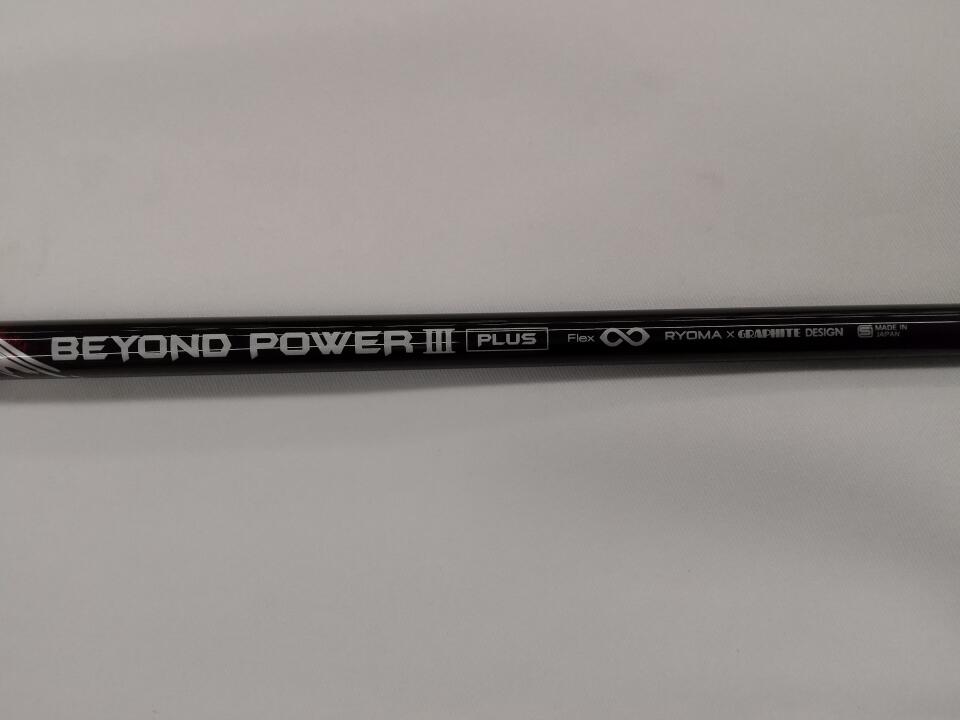 BEYOND POWER III PLUS Flex ∞ RYOMA × GRAPHITE DESIGN MADE IN JAPAN